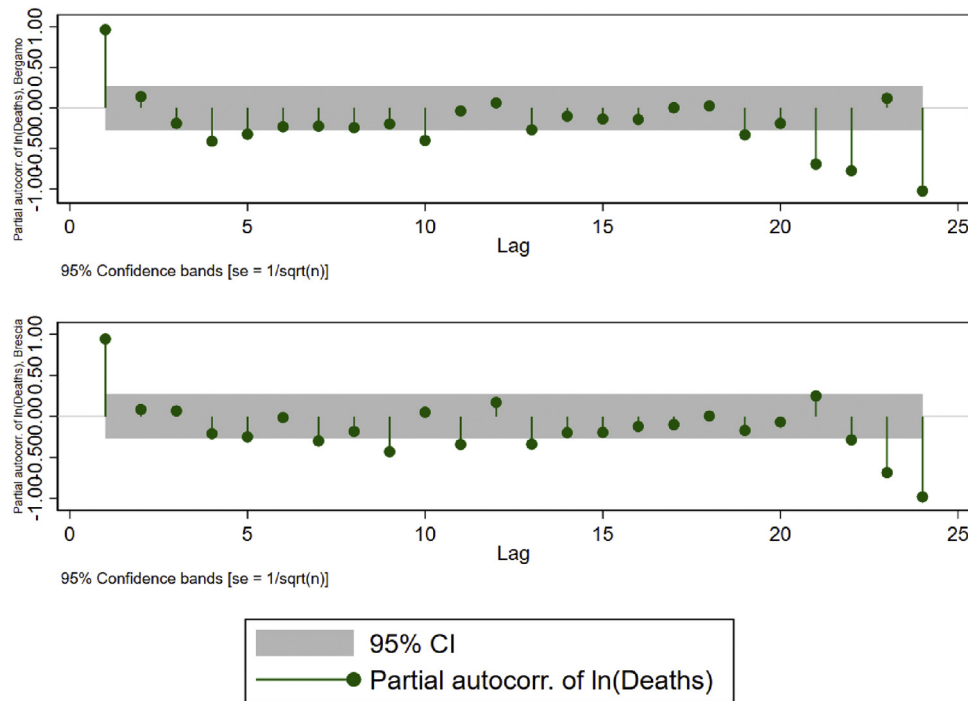 Partial autocorr. of ln(Deaths), Bergamo
-1.00 -0.50 0.00 0.50 1.00
0 5 10 15 20 25
Lag
95% Confidence bands [se = 1/sqrt(n)]
Partial autocorr. of ln(Deaths), Brescia
-1.00 -0.50 0.00 0.50 1.00
0 5 10 15 20 25
Lag
95% Confidence bands [se = 1/sqrt(n)]
95% CI
Partial autocorr. of ln(Deaths)